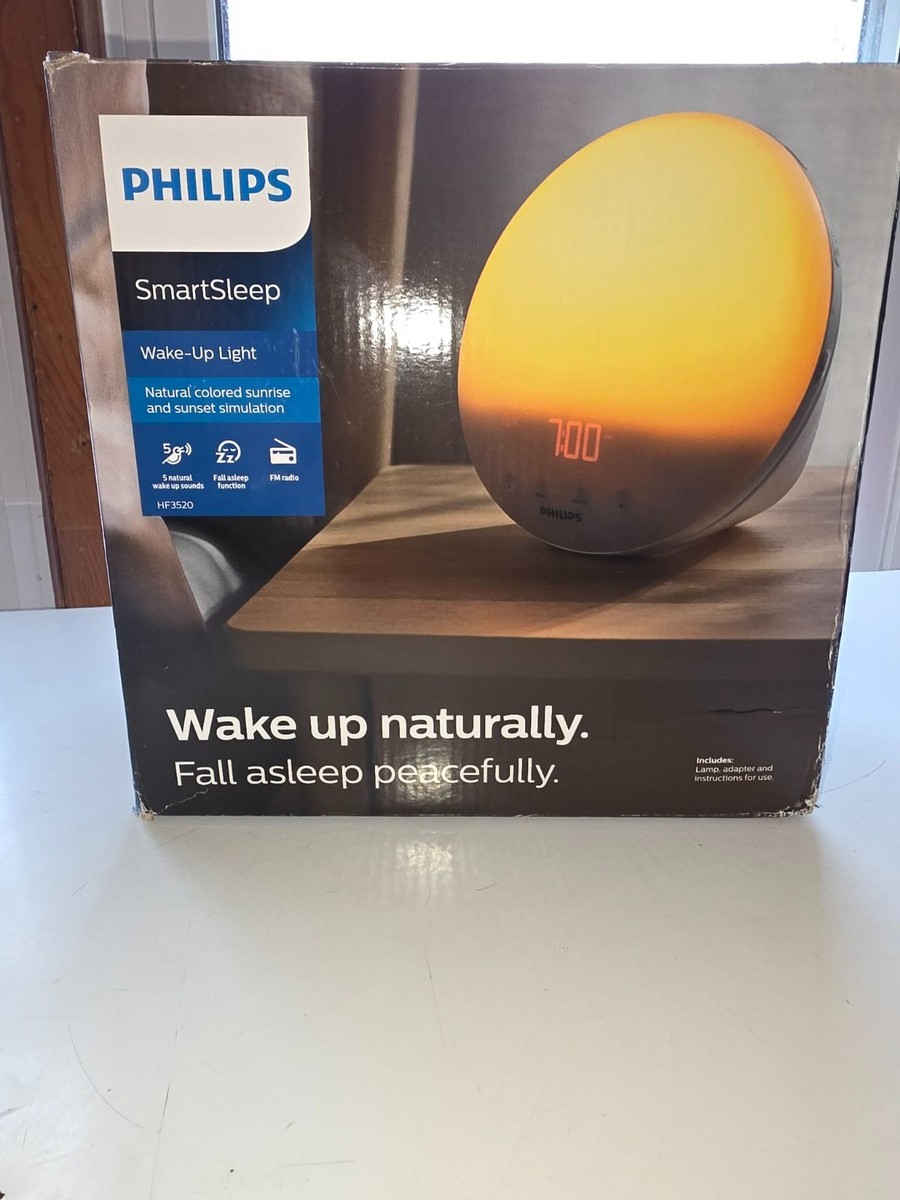 PHILIPS
SmartSleep
Wake-Up Light
Natural colored sunrise
and sunset simulation
5
5 natural
wake up sounds
Fall asleep
function
FM radio
HF3520
7:00
PHILIPS
Wake up naturally.
Fall asleep peacefully.
Includes:
Lamp, adapter and
instructions for use.